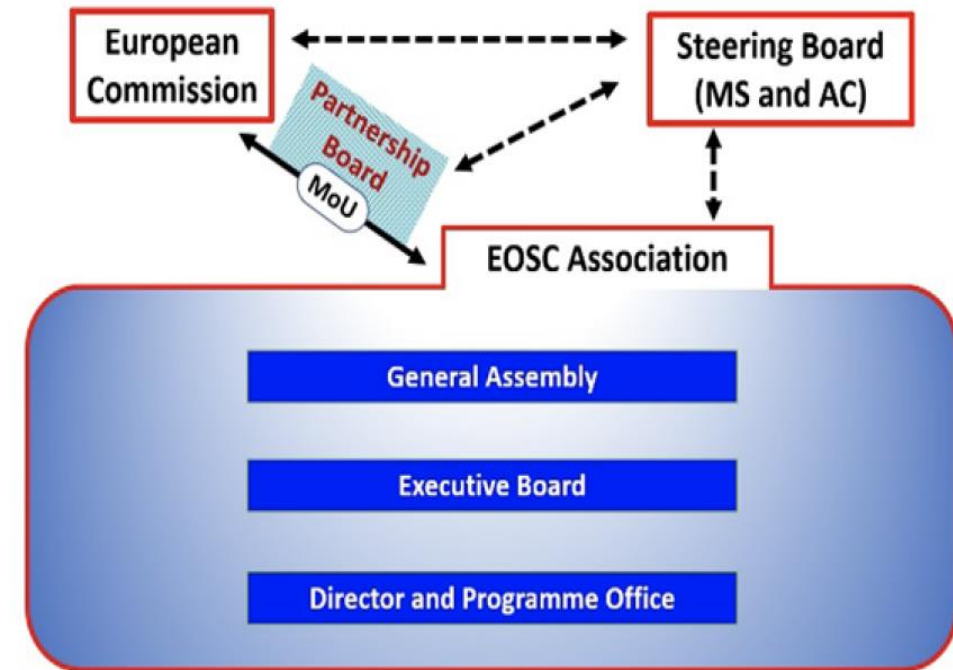 European
Commission
Steering Board
(MS and AC)
Partnership
Board
MoU
EOSC Association
General Assembly
Executive Board
Director and Programme Office